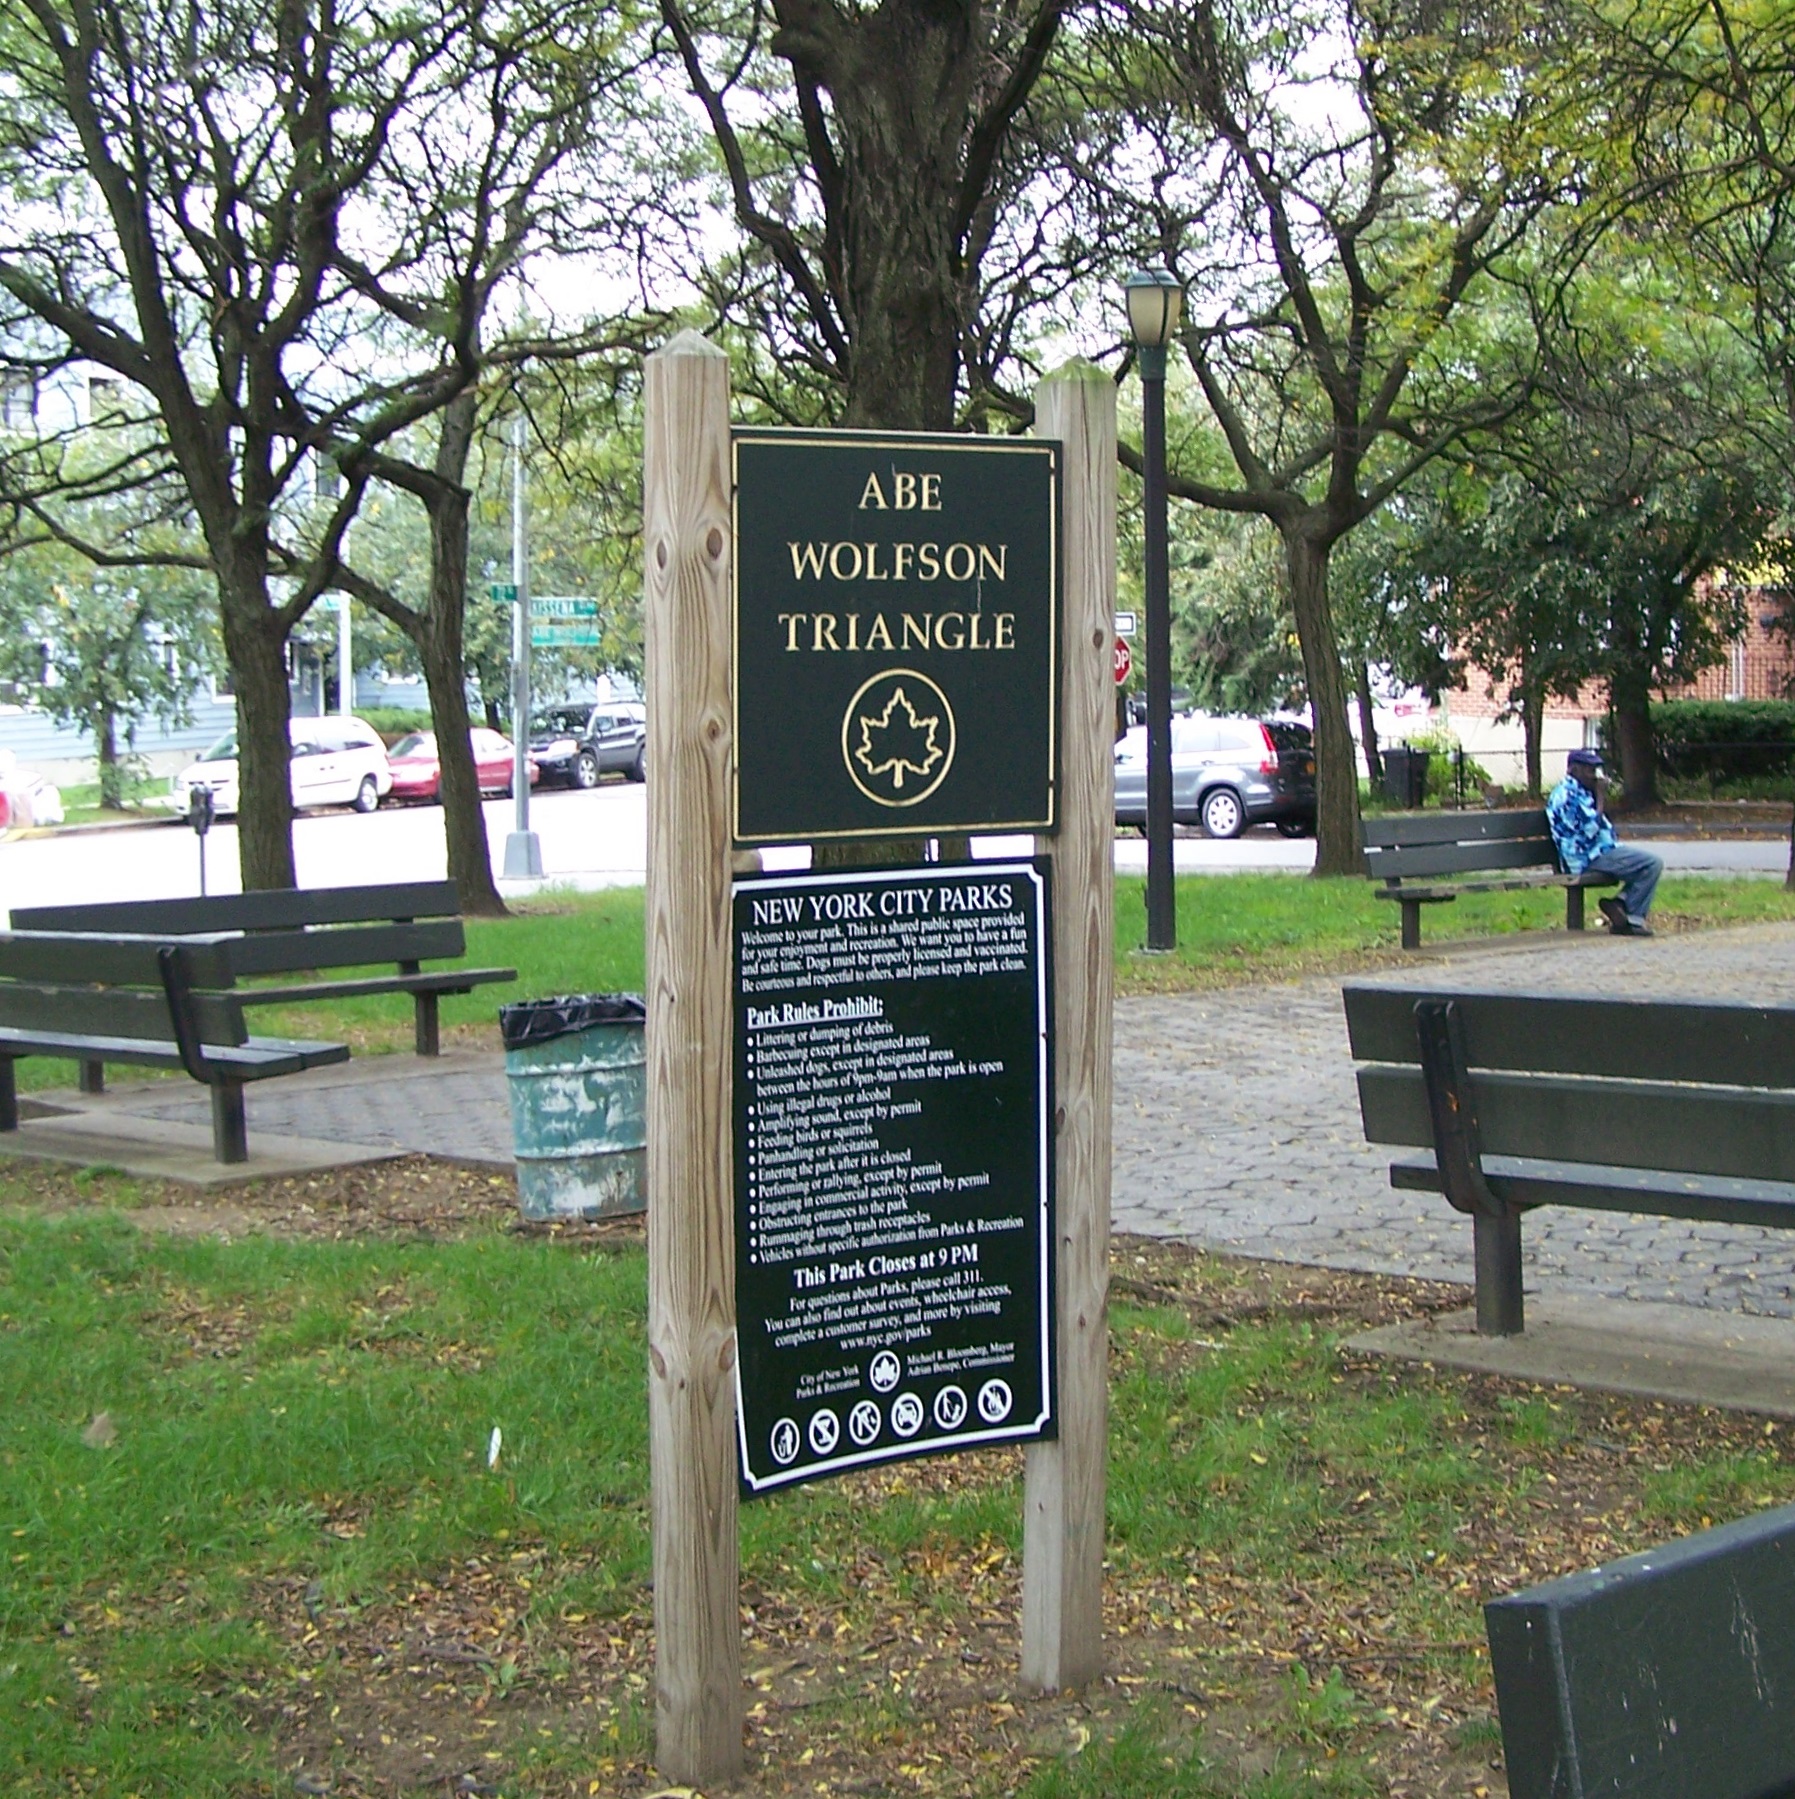 ABE
WOLFSON
TRIANGLE
NEW YORK CITY PARKS
Welcome to your park. This is a shared public space provided
for your enjoyment and recreation. We want you to have a fun
and safe time. Dogs must be properly licensed and vaccinated.
Be courteous and respectful to others, and please keep the park clean.
Park Rules Prohibit:
• Littering or dumping of debris
• Barbecuing except in designated areas
• Unleashed dogs, except in designated areas
between the hours of 9pm-9am when the park is open
• Using illegal drugs or alcohol
• Amplifying sound, except by permit
• Feeding birds or squirrels
• Panhandling or solicitation
• Entering the park after it is closed
• Performing or rallying, except by permit
• Engaging in commercial activity, except by permit
• Obstructing entrances to the park
• Rummaging through trash receptacles
• Vehicles without specific authorization from Parks & Recreation
This Park Closes at 9 PM
For questions about Parks, please call 311.
You can also find out about events, wheelchair access,
complete a customer survey, and more by visiting
www.nyc.gov/parks
City of New York
Parks & Recreation
Michael R. Bloomberg, Mayor
Adrian Benepe, Commissioner
KISSENA
OP